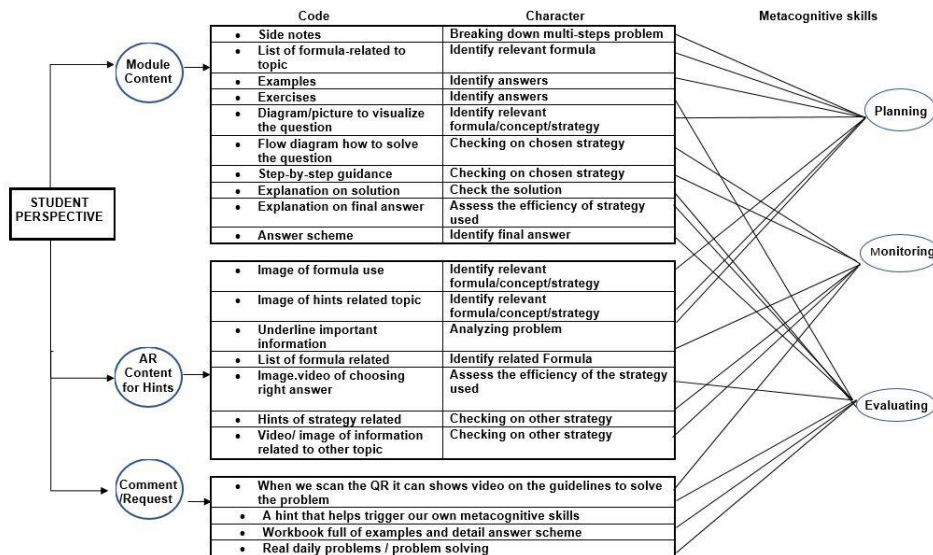 Code Character Metacognitive skills
• Side notes Breaking down multi-steps problem
• List of formula-related to Identify relevant formula
topic
• Examples Identify answers
• Exercises Identify answers
• Diagram/picture to visualize Identify relevant
the question formula/concept/strategy
• Flow diagram how to solve Checking on chosen strategy
the question
• Step-by-step guidance Checking on chosen strategy
• Explanation on solution Check the solution
• Explanation on final answer Assess the efficiency of strategy
used
• Answer scheme Identify final answer
Module
Content
STUDENT
PERSPECTIVE
Planning
• Image of formula use Identify relevant
formula/concept/strategy
• Image of hints related topic Identify relevant
formula/concept/strategy
• Underline important Analyzing problem
information
• List of formula related Identify related Formula
• Image.video of choosing Assess the efficiency of the strategy
right answer used
• Hints of strategy related Checking on other strategy
• Video/ image of information Checking on other strategy
related to other topic
Monitoring
AR
Content
for Hints
Evaluating
Comment
/Request
• When we scan the QR it can shows video on the guidelines to solve
the problem
• A hint that helps trigger our own metacognitive skills
• Workbook full of examples and detail answer scheme
• Real daily problems / problem solving